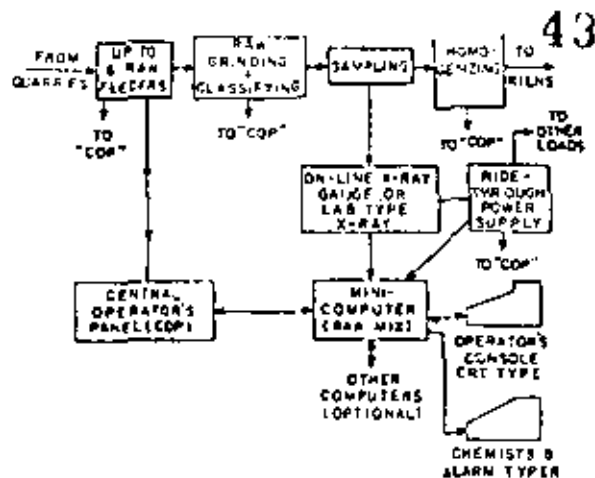 43
FROM
QUARRIES
UP TO
6 RAW
FEEDERS
RAW
GRINDING
+
CLASSIFYING
SAMPLING
HOMO-
GENIZING
TO
KILNS
TO
"COP"
TO "COP"
TO "COP"
TO
OTHER
LOADS
ON-LINE X-RAY
GAUGE OR
LAB TYPE
X-RAY
RIDE-
THROUGH
POWER
SUPPLY
TO "COP"
CENTRAL
OPERATOR'S
PANEL (COP)
MINI-
COMPUTER
(RAW MIX)
OPERATOR'S
CONSOLE
CRT TYPE
OTHER
COMPUTERS
(OPTIONAL)
CHEMISTS &
ALARM TYPER